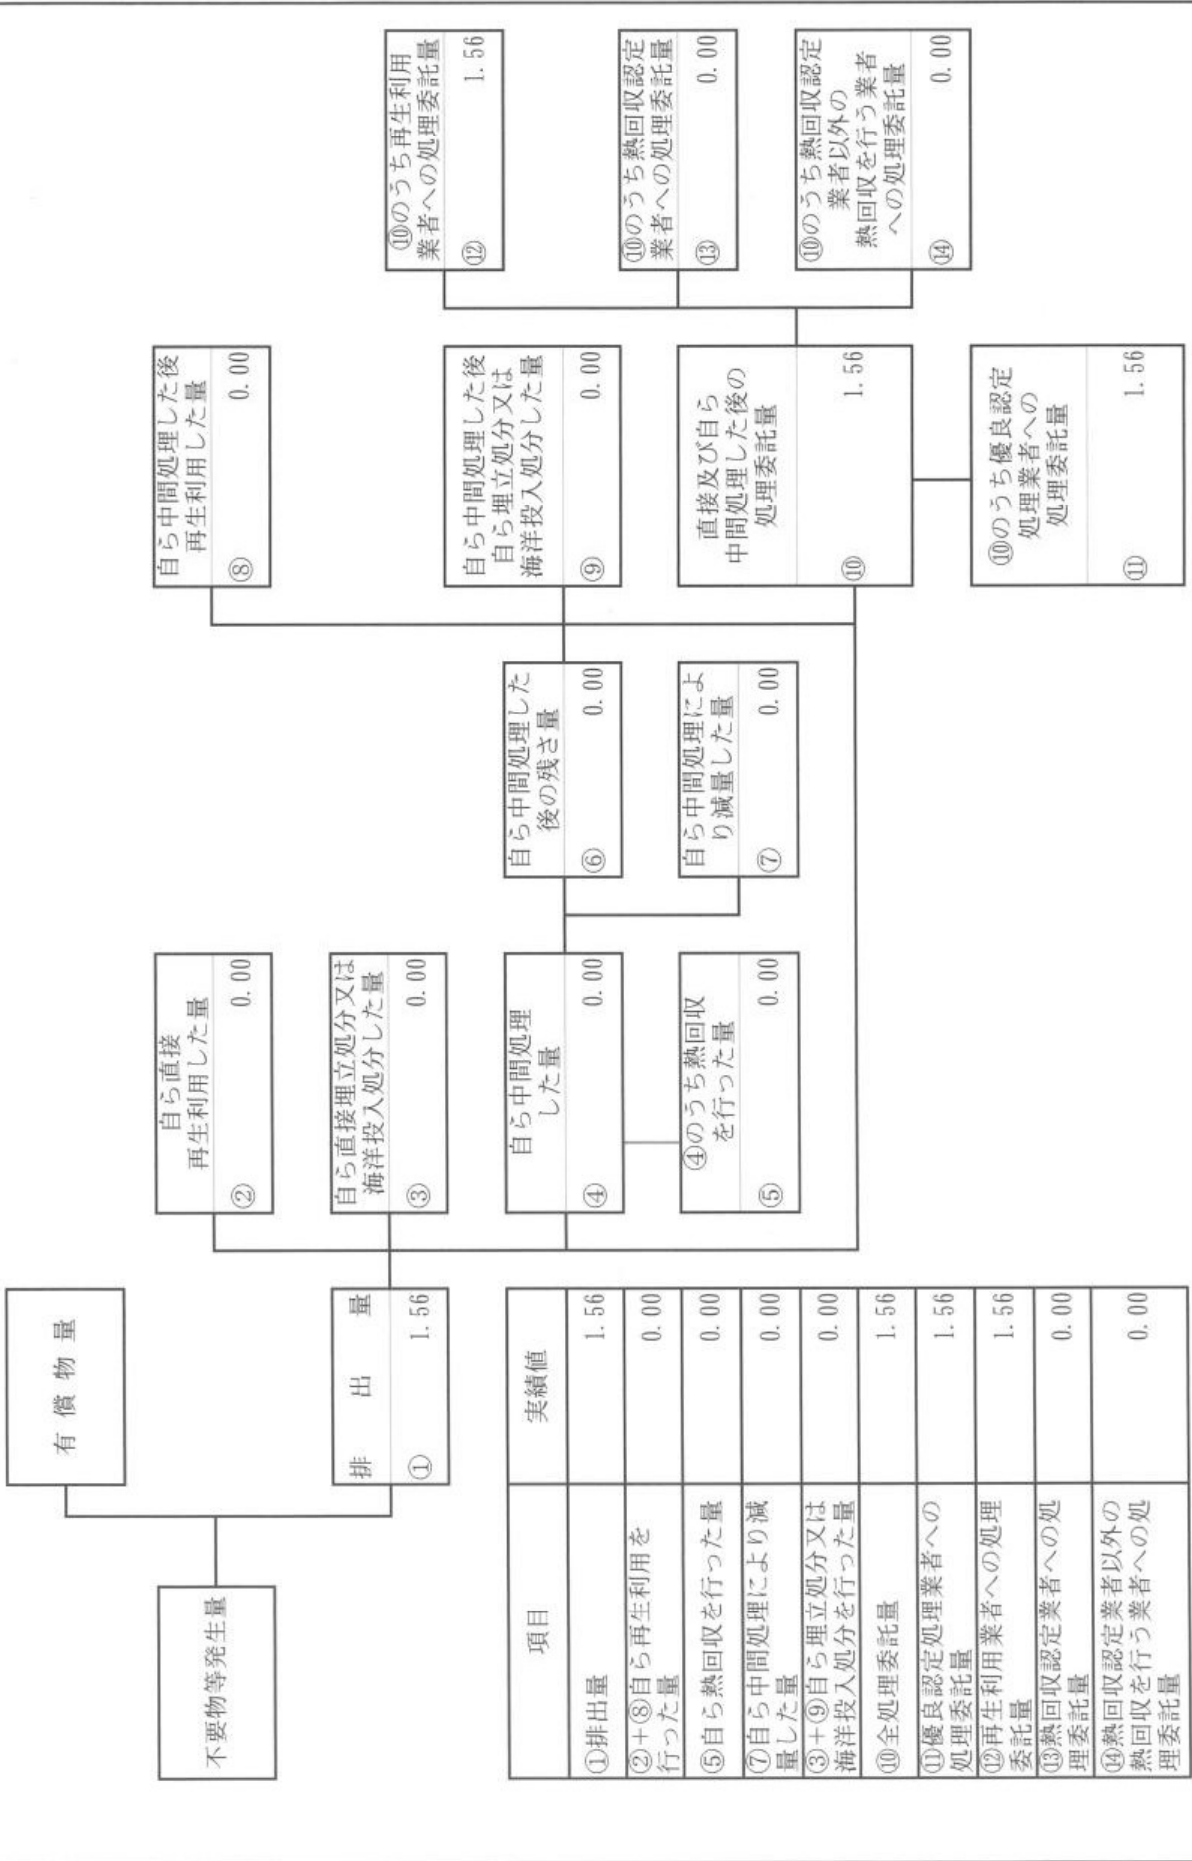 有 償 物 量
不要物等発生量
排 出 量
① 1.56
自ら直接
再生利用した量
② 0.00
自ら直接埋立処分又は
海洋投入処分した量
③ 0.00
自ら中間処理
した量
④ 0.00
④のうち熱回収
を行った量
⑤ 0.00
自ら中間処理した
後の残さ量
⑥ 0.00
自ら中間処理によ
り減量した量
⑦ 0.00
自ら中間処理した後
再生利用した量
⑧ 0.00
自ら中間処理した後
自ら埋立処分又は
海洋投入処分した量
⑨ 0.00
直接及び自ら
中間処理した後の
処理委託量
⑩ 1.56
⑩のうち優良認定
処理業者への
処理委託量
⑪ 1.56
⑩のうち再生利用
業者への処理委託量
⑫ 1.56
⑩のうち熱回収認定
業者への処理委託量
⑬ 0.00
⑩のうち熱回収認定
業者以外の
熱回収を行う業者
への処理委託量
⑭ 0.00
項目 実績値
①排出量 1.56
②+⑧自ら再生利用を
行った量 0.00
⑤自ら熱回収を行った量 0.00
⑦自ら中間処理により減
量した量 0.00
③+⑨自ら埋立処分又は
海洋投入処分を行った量 0.00
⑩全処理委託量 1.56
⑪優良認定処理業者への
処理委託量 1.56
⑫再生利用業者への処理
委託量 1.56
⑬熱回収認定業者への処
理委託量 0.00
⑭熱回収認定業者以外の
熱回収を行う業者への処
理委託量 0.00